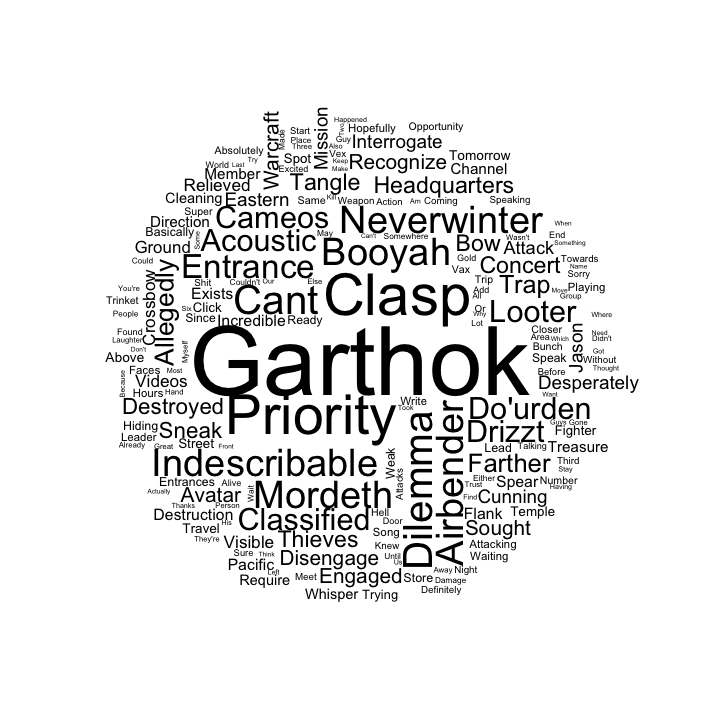 Happened
Warcraft
Made
Mission
Two
Start
Hopefully
Opportunity
Place
Guy
Three
Also
Interrogate
Absolutely
Try
Spot
Vex
Keep
Recognize
Tomorrow
World
Last
Excited
Make
Channel
Member
Relieved
Tangle
Headquarters
Cleaning
Eastern
Same
Kill
Weapon
Action
Am
Coming
Speaking
Super
Direction
Cameos
Neverwinter
When
Basically
Some
Acoustic
May
Can't
Somewhere
Bow
Wasn't
End
Something
Ground
Booyah
Attack
Could
Entrance
Gold
Concert
Towards
Name
Vax
Sorry
You're
Shit
Couldn't
Our
Else
Trip
Trap
Playing
Trinket
Crossbow
Allegedly
Exists
Cant
Clasp
Add
All
Move
Group
People
Six
Click
Or
Looter
Where
Since
Incredible
Ready
Why
Lot
Found
Laughter
Closer
Jason
Need
Didn't
Area
Which
Don't
Myself
Garthok
Bunch
Got
Above
Speak
Without
Faces
Most
Before
Thought
Because
Videos
Desperately
Hours
Hand
Want
Destroyed
Priority
Write
Took
Do'urden
Hiding
Sneak
Drizzt
Guys
Gone
Leader
Fighter
Already
Great
Street
Front
Dilemma
Airbender
Lead
Talking
Treasure
Indescribable
Weak
Farther
Third
Stay
Entrances
Alive
Attacks
Either
Spear
Number
Actually
Avatar
Wait
Mordeth
Trust
Having
Thanks
Person
Find
Cunning
Destruction
His
Classified
Hell
Flank
Temple
Travel
Door
Sought
They're
Visible
Thieves
Song
Knew
Attacking
Sure
Think
Disengage
Until
Waiting
Pacific
Left
Us
Require
Meet
Engaged
Store
Away
Night
Damage
Whisper
Trying
Definitely